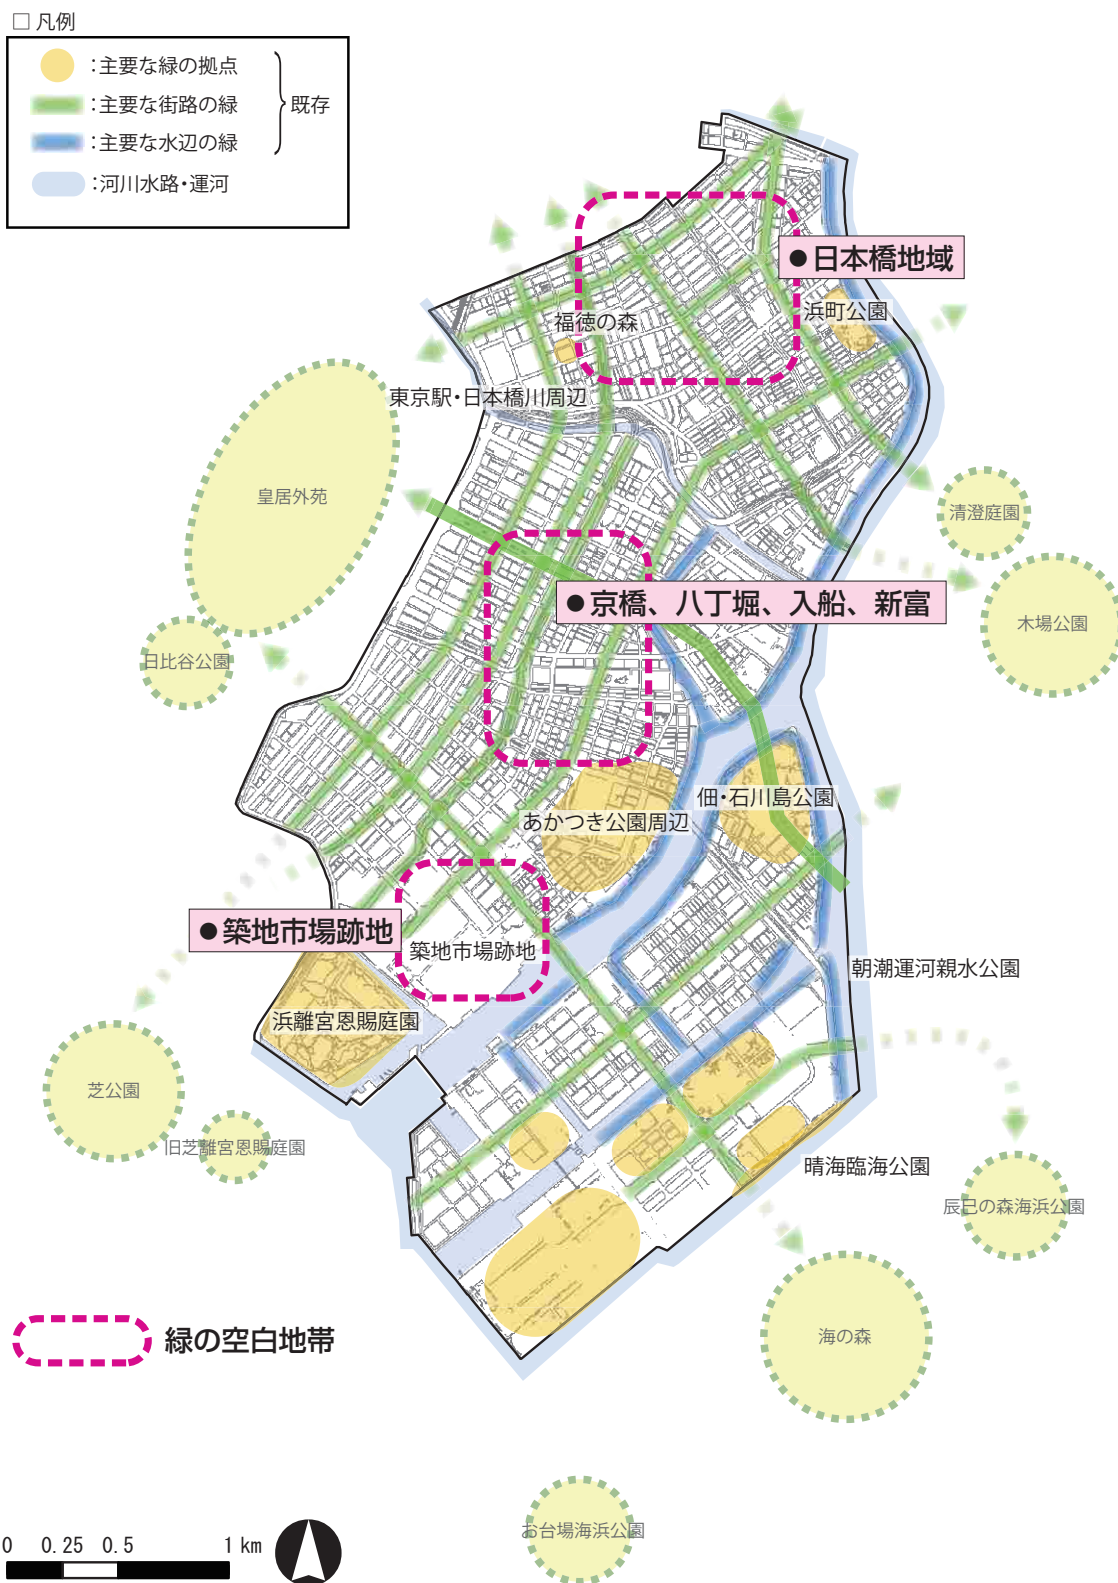 □ 凡例
：主要な緑の拠点
：主要な街路の緑
：主要な水辺の緑
既存
：河川水路・運河
●日本橋地域
浜町公園
福徳の森
東京駅・日本橋川周辺
皇居外苑
清澄庭園
●京橋、八丁堀、入船、新富
木場公園
日比谷公園
佃・石川島公園
あかつき公園周辺
●築地市場跡地
築地市場跡地
朝潮運河親水公園
浜離宮恩賜庭園
芝公園
旧芝離宮恩賜庭園
晴海臨海公園
辰巳の森海浜公園
緑の空白地帯
海の森
お台場海浜公園
0 0.25 0.5 1 km